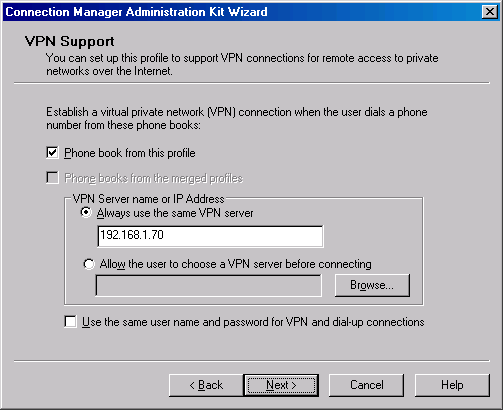 Connection Manager Administration Kit Wizard
VPN Support
You can set up this profile to support VPN connections for remote access to private
networks over the Internet.
Establish a virtual private network (VPN) connection when the user dials a phone
number from these phone books:
Phone book from this profile
Phone books from the merged profiles
VPN Server name or IP Address
Always use the same VPN server
192.168.1.70
Allow the user to choose a VPN server before connecting
Browse...
Use the same user name and password for VPN and dial-up connections
< Back
Next >
Cancel
Help